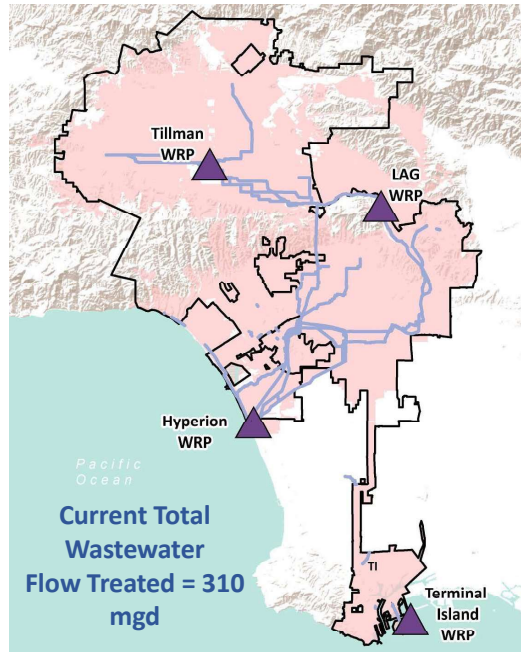 Tillman
WRP
LAG
WRP
Hyperion
WRP
Pacific
Ocean
Current Total
Wastewater
Flow Treated = 310
mgd
TI
Terminal
Island
WRP